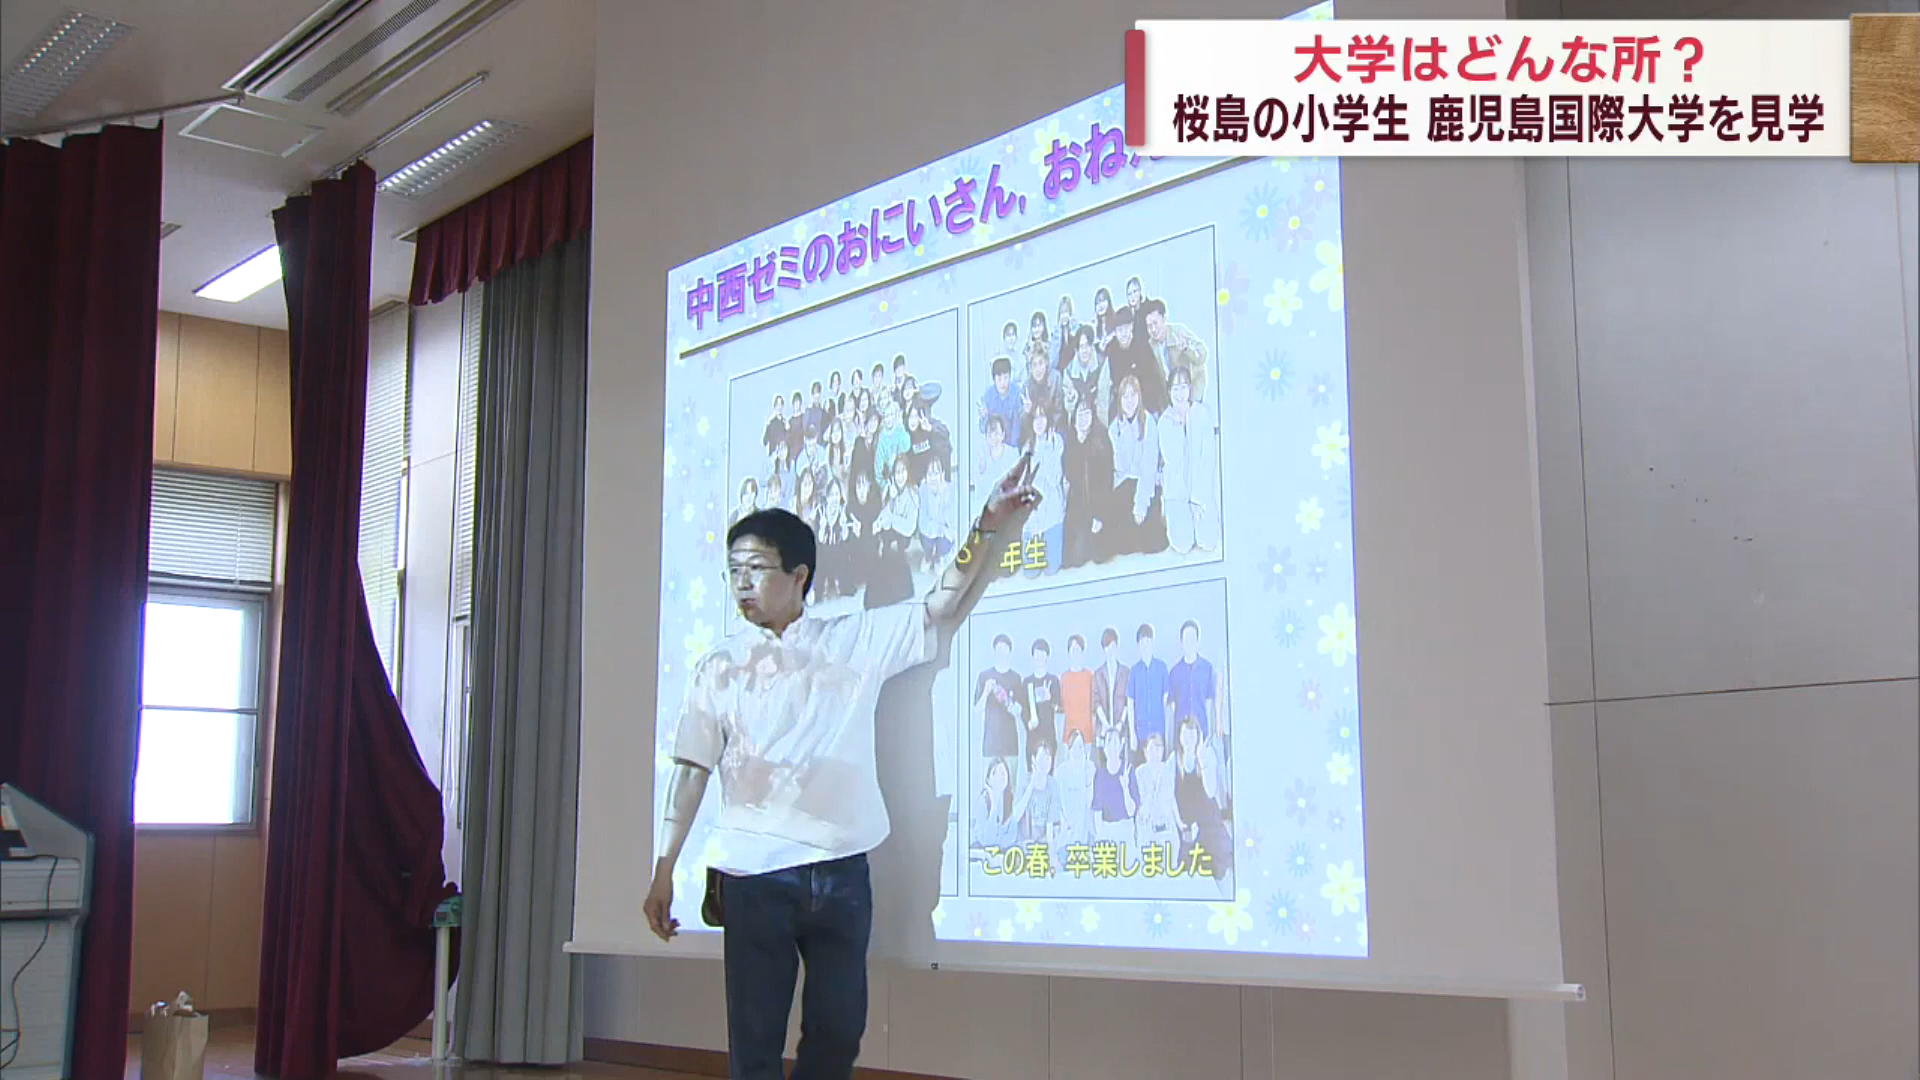 大学はどんな所？
桜島の小学生 鹿児島国際大学を見学
中西ゼミのおにいさん, おね
年生
この春, 卒業しました